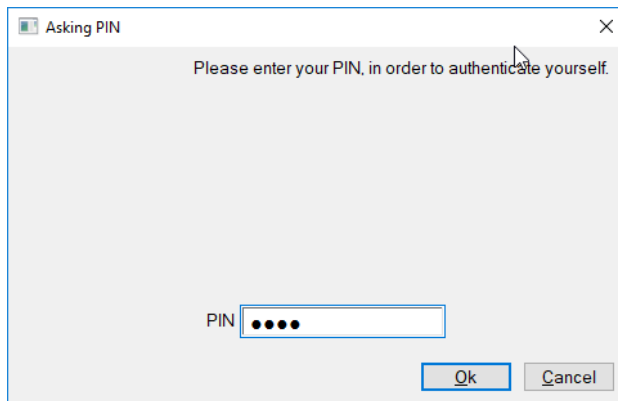 Asking PIN
Please enter your PIN, in order to authenticate yourself.
PIN ●●●●
Ok Cancel